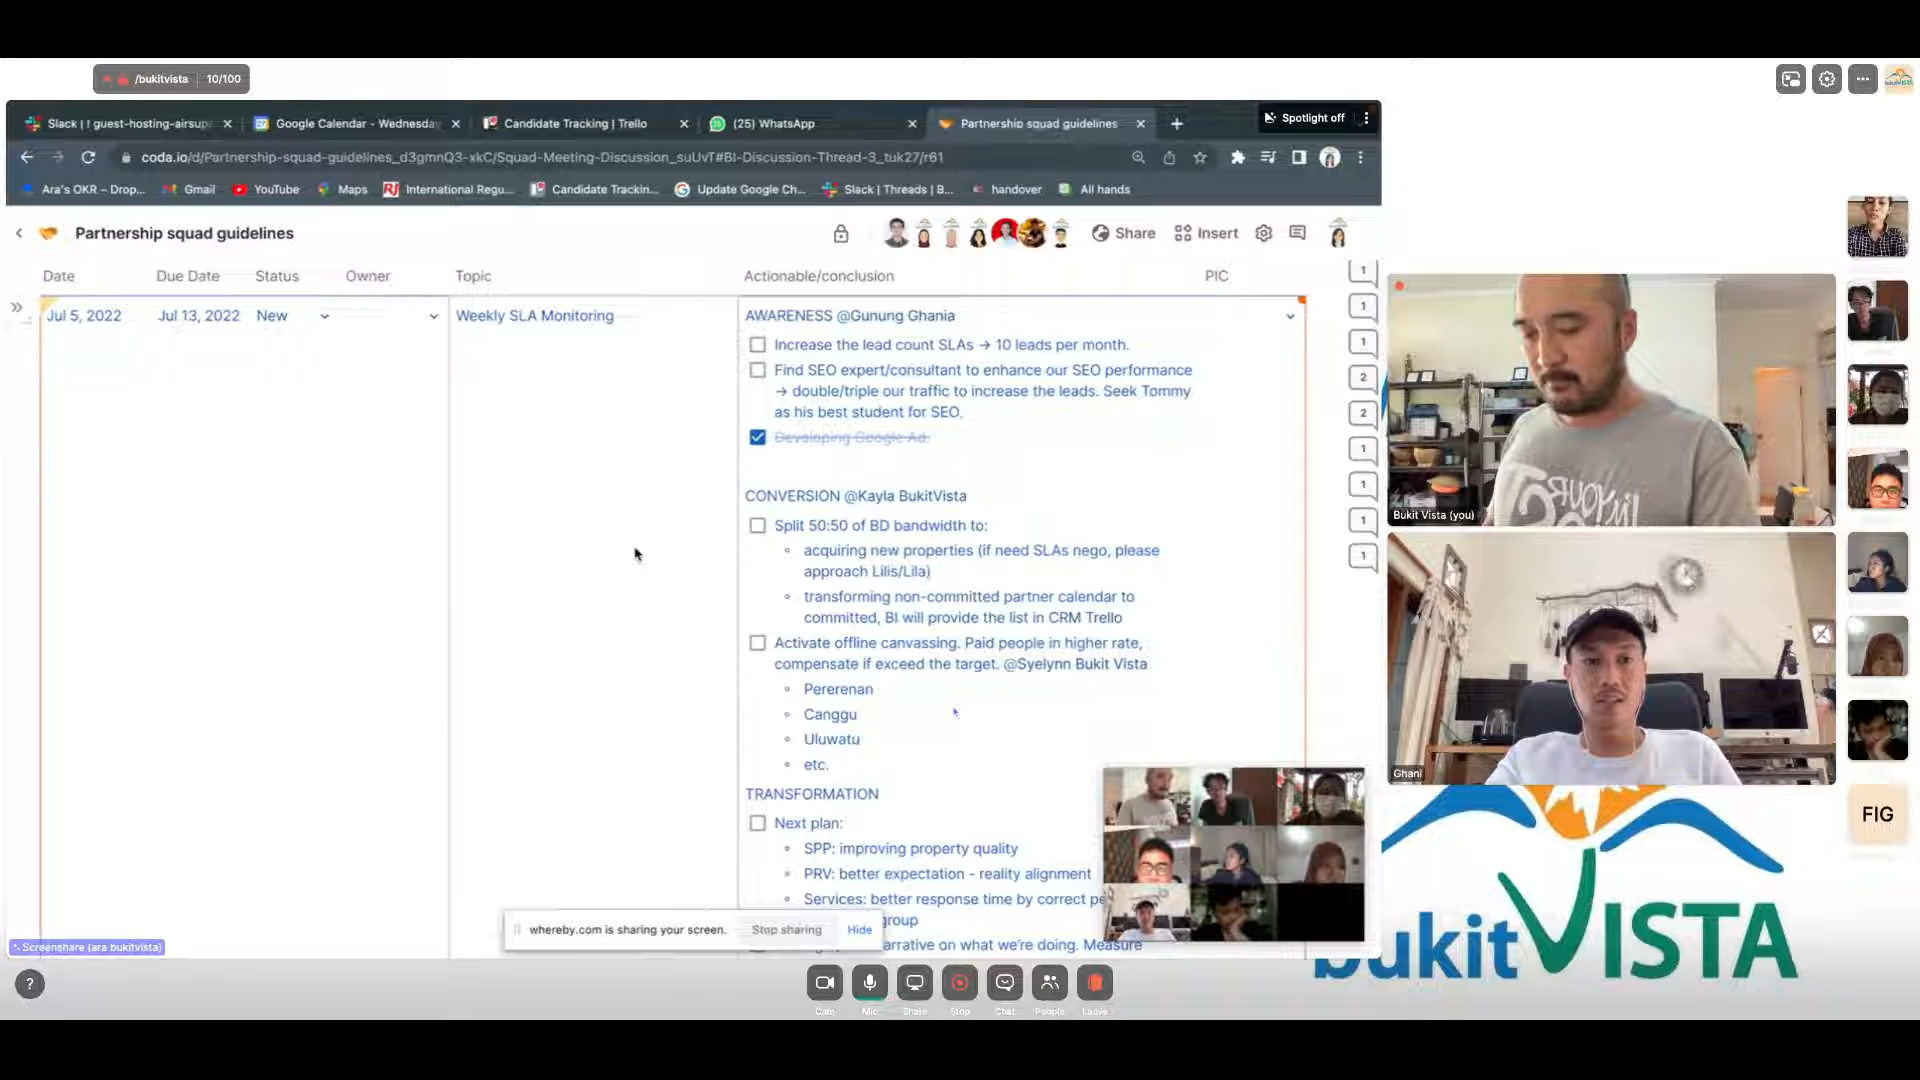 /bukitvista 10/100
Slack | ! guest-hosting-airsup
Google Calendar - Wednesday
Candidate Tracking | Trello
(25) WhatsApp
Partnership squad guidelines
Spotlight off
coda.io/d/Partnership-squad-guidelines_d3gmnQ3-xkC/Squad-Meeting-Discussion_suUvT#BI-Discussion-Thread-3_tuk27/r61
Ara's OKR – Drop...
Gmail
YouTube
Maps
International Regu...
Candidate Trackin...
Update Google Ch...
Slack | Threads | B...
handover
All hands
Partnership squad guidelines
Share
Insert
Date Due Date Status Owner Topic Actionable/conclusion PIC
Jul 5, 2022 Jul 13, 2022 New Weekly SLA Monitoring AWARENESS @Gunung Ghania
Increase the lead count SLAs → 10 leads per month.
Find SEO expert/consultant to enhance our SEO performance
→ double/triple our traffic to increase the leads. Seek Tommy
as his best student for SEO.
Developing Google Ad.
CONVERSION @Kayla BukitVista
Split 50:50 of BD bandwidth to:
acquiring new properties (if need SLAs nego, please
approach Lilis/Lila)
transforming non-committed partner calendar to
committed, BI will provide the list in CRM Trello
Activate offline canvassing. Paid people in higher rate,
compensate if exceed the target. @Syelynn Bukit Vista
Pererenan
Canggu
Uluwatu
etc.
TRANSFORMATION
Next plan:
SPP: improving property quality
PRV: better expectation - reality alignment
Services: better response time by correct
group
arrative on what we're doing. Measure
1
1
1
2
2
1
1
1
1
whereby.com is sharing your screen.
Stop sharing
Hide
Screenshare (ara bukitvista)
Bukit Vista (you)
Ghani
FIG
bukit VISTA
?
Cam
Mic
Share
Stop
Chat
People
Leave